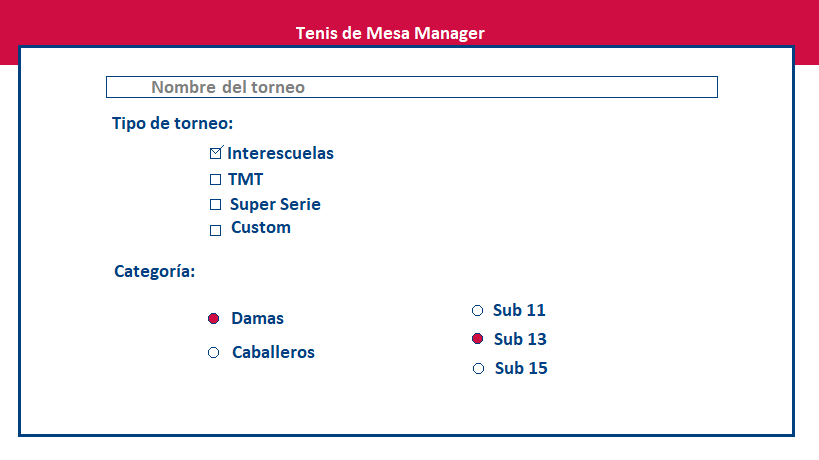 Tenis de Mesa Manager
Nombre del torneo
Tipo de torneo:
Interescuelas
TMT
Super Serie
Custom
Categoría:
Damas
Caballeros
Sub 11
Sub 13
Sub 15